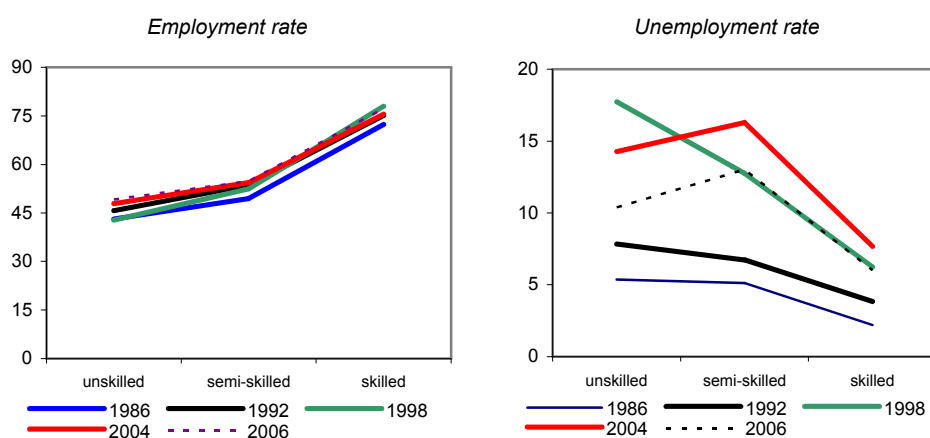 Employment rate
90
75
60
45
30
15
0
unskilled semi-skilled skilled
1986 1992 1998
2004 2006
Unemployment rate
20
15
10
5
0
unskilled semi-skilled skilled
1986 1992 1998
2004 2006